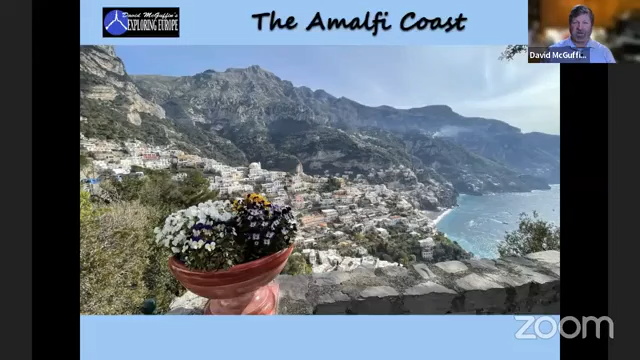 David McGuffin's
EXPLORING EUROPE
The Amalfi Coast
David McGuffi...
zoom